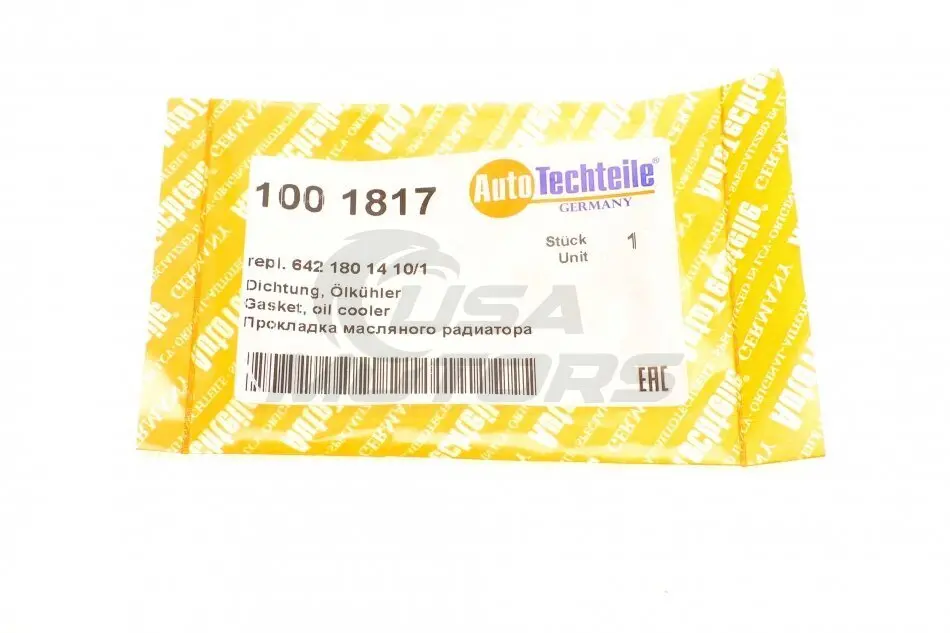 100 1817
AutoTechteile®
GERMANY
Stück 1
Unit
repl. 642 180 14 10/1
Dichtung, Ölkühler
Gasket, oil cooler
Прокладка масляного радиатора
EAC
USA
MOTORS